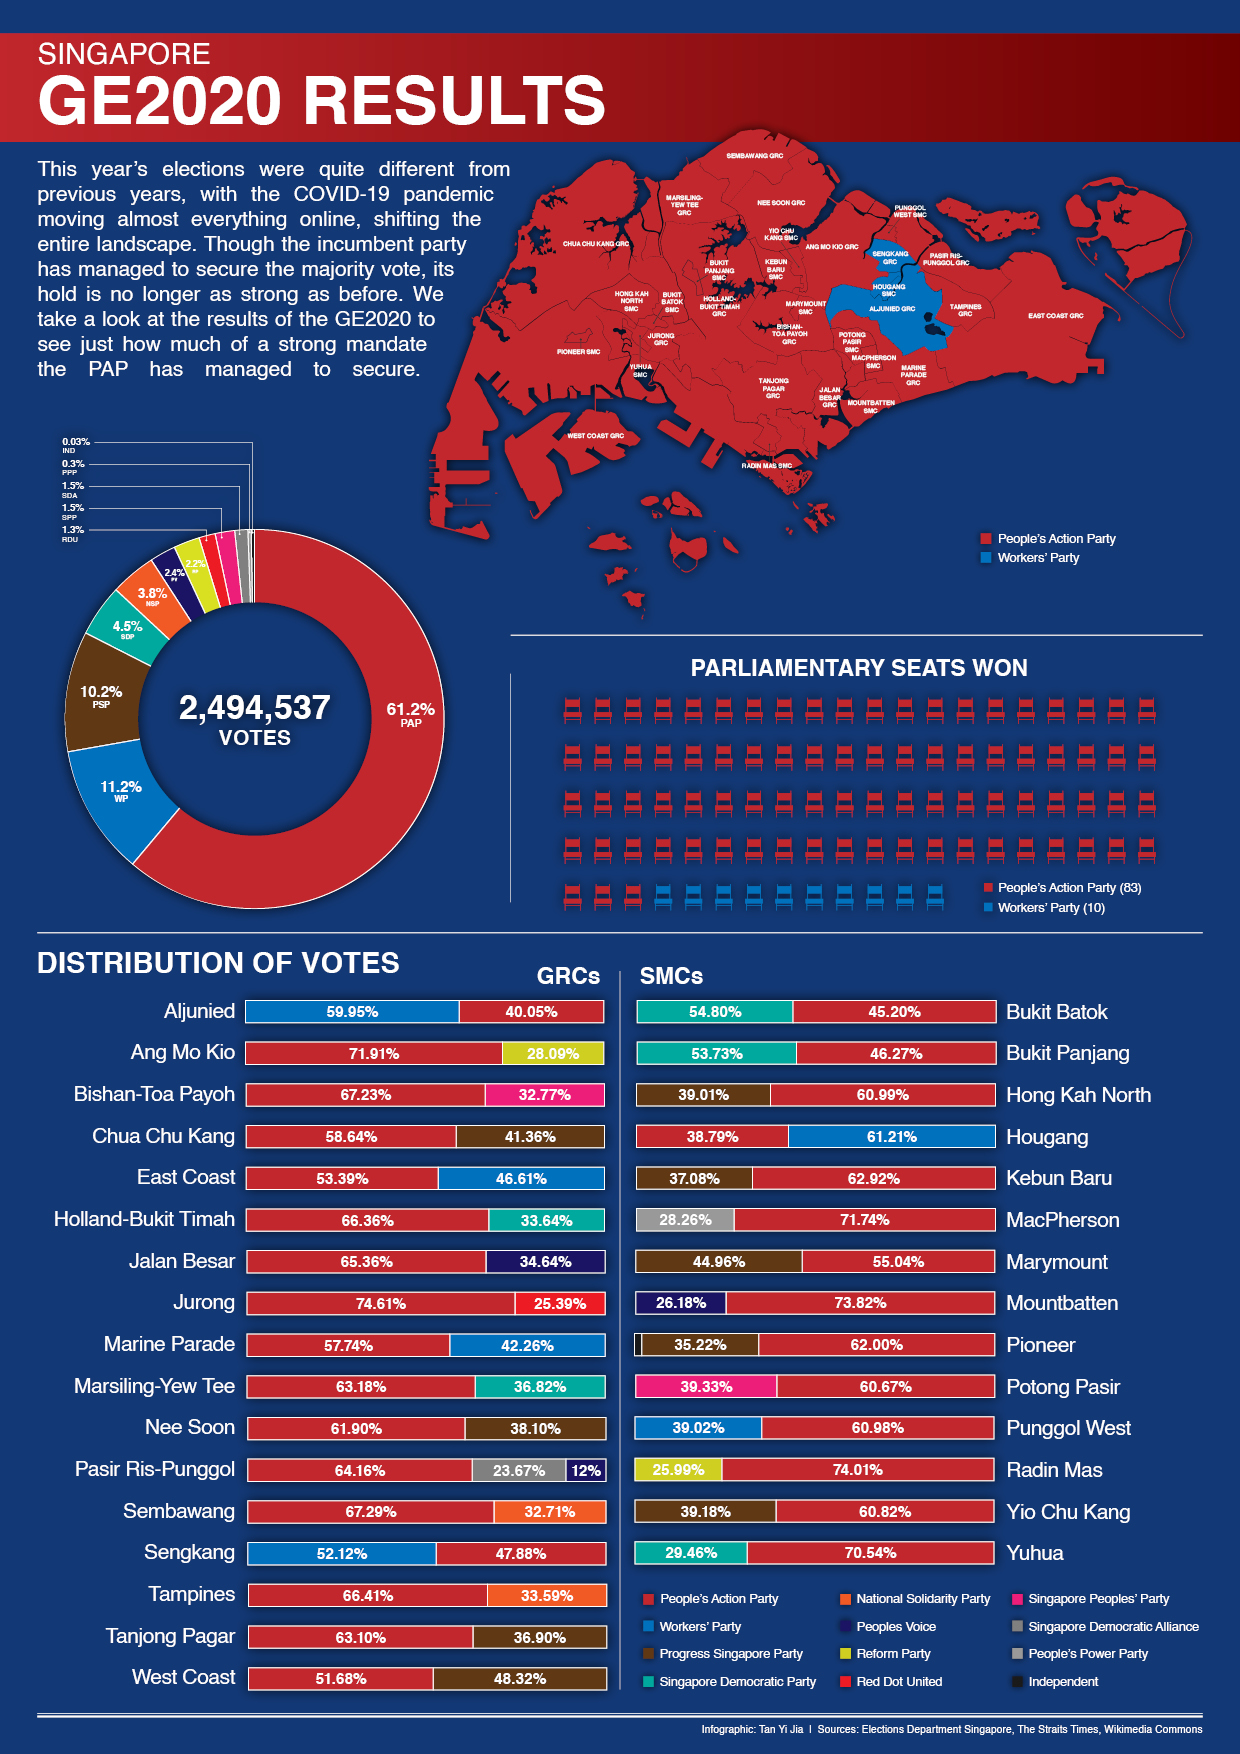 SINGAPORE
GE2020 RESULTS
This year's elections were quite different from
previous years, with the COVID-19 pandemic
moving almost everything online, shifting the
entire landscape. Though the incumbent party
has managed to secure the majority vote, its
hold is no longer as strong as before. We
take a look at the results of the GE2020 to
see just how much of a strong mandate
the PAP has managed to secure.
SEMBAWANG GRC
MARSILING-
YEW TEE
GRC
NEE SOON GRC
PUNGGOL
WEST SMC
YIO CHU
KANG SMC
CHUA CHU KANG GRC
ANG MO KIO GRC
SENGKANG
GRC
PASIR RIS-
PUNGGOL GRC
BUKIT
PANJANG
SMC
KEBUN
BARU
SMC
HOUGANG
SMC
HONG KAH
NORTH
SMC
BUKIT
BATOK
SMC
HOLLAND-
BUKIT TIMAH
GRC
MARYMOUNT
SMC
ALJUNIED GRC
TAMPINES
GRC
EAST COAST GRC
BISHAN-
TOA PAYOH
GRC
JURONG
GRC
POTONG
PASIR
SMC
PIONEER SMC
MACPHERSON
SMC
YUHUA
SMC
MARINE
PARADE
GRC
TANJONG
PAGAR
GRC
JALAN
BESAR
GRC
MOUNTBATTEN
SMC
WEST COAST GRC
RADIN MAS SMC
People's Action Party
Workers' Party
0.03%
IND
0.3%
PPP
1.5%
SDA
1.5%
SPP
1.3%
RDU
2.2%
2.4%
PV
3.8%
NSP
4.5%
SDP
10.2%
PSP
11.2%
WP
61.2%
PAP
2,494,537
VOTES
PARLIAMENTARY SEATS WON
People's Action Party (83)
Workers' Party (10)
DISTRIBUTION OF VOTES
GRCs
Aljunied 59.95% 40.05%
Ang Mo Kio 71.91% 28.09%
Bishan-Toa Payoh 67.23% 32.77%
Chua Chu Kang 58.64% 41.36%
East Coast 53.39% 46.61%
Holland-Bukit Timah 66.36% 33.64%
Jalan Besar 65.36% 34.64%
Jurong 74.61% 25.39%
Marine Parade 57.74% 42.26%
Marsiling-Yew Tee 63.18% 36.82%
Nee Soon 61.90% 38.10%
Pasir Ris-Punggol 64.16% 23.67% 12%
Sembawang 67.29% 32.71%
Sengkang 52.12% 47.88%
Tampines 66.41% 33.59%
Tanjong Pagar 63.10% 36.90%
West Coast 51.68% 48.32%
SMCs
54.80% 45.20% Bukit Batok
53.73% 46.27% Bukit Panjang
39.01% 60.99% Hong Kah North
38.79% 61.21% Hougang
37.08% 62.92% Kebun Baru
28.26% 71.74% MacPherson
44.96% 55.04% Marymount
26.18% 73.82% Mountbatten
35.22% 62.00% Pioneer
39.33% 60.67% Potong Pasir
39.02% 60.98% Punggol West
25.99% 74.01% Radin Mas
39.18% 60.82% Yio Chu Kang
29.46% 70.54% Yuhua
People's Action Party
Workers' Party
Progress Singapore Party
Singapore Democratic Party
National Solidarity Party
Peoples Voice
Reform Party
Red Dot United
Singapore Peoples' Party
Singapore Democratic Alliance
People's Power Party
Independent
Infographic: Tan Yi Jia | Sources: Elections Department Singapore, The Straits Times, Wikimedia Commons